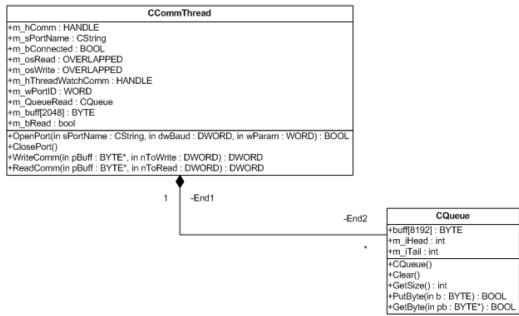 CCommThread
+m_hComm : HANDLE
+m_sPortName : CString
+m_bConnected : BOOL
+m_osRead : OVERLAPPED
+m_osWrite : OVERLAPPED
+m_hThreadWatchComm : HANDLE
+m_wPortID : WORD
+m_QueueRead : CQueue
+m_buff[2048] : BYTE
+m_bRead : bool
+OpenPort(in sPortName : CString, in dwBaud : DWORD, in wParam : WORD) : BOOL
+ClosePort()
+WriteComm(in pBuff : BYTE*, in nToWrite : DWORD) : DWORD
+ReadComm(in pBuff : BYTE*, in nToRead : DWORD) : DWORD
1 -End1
-End2
*
CQueue
+buff[8192] : BYTE
+m_iHead : int
+m_iTail : int
+CQueue()
+Clear()
+GetSize() : int
+PutByte(in b : BYTE) : BOOL
+GetByte(in pb : BYTE*) : BOOL